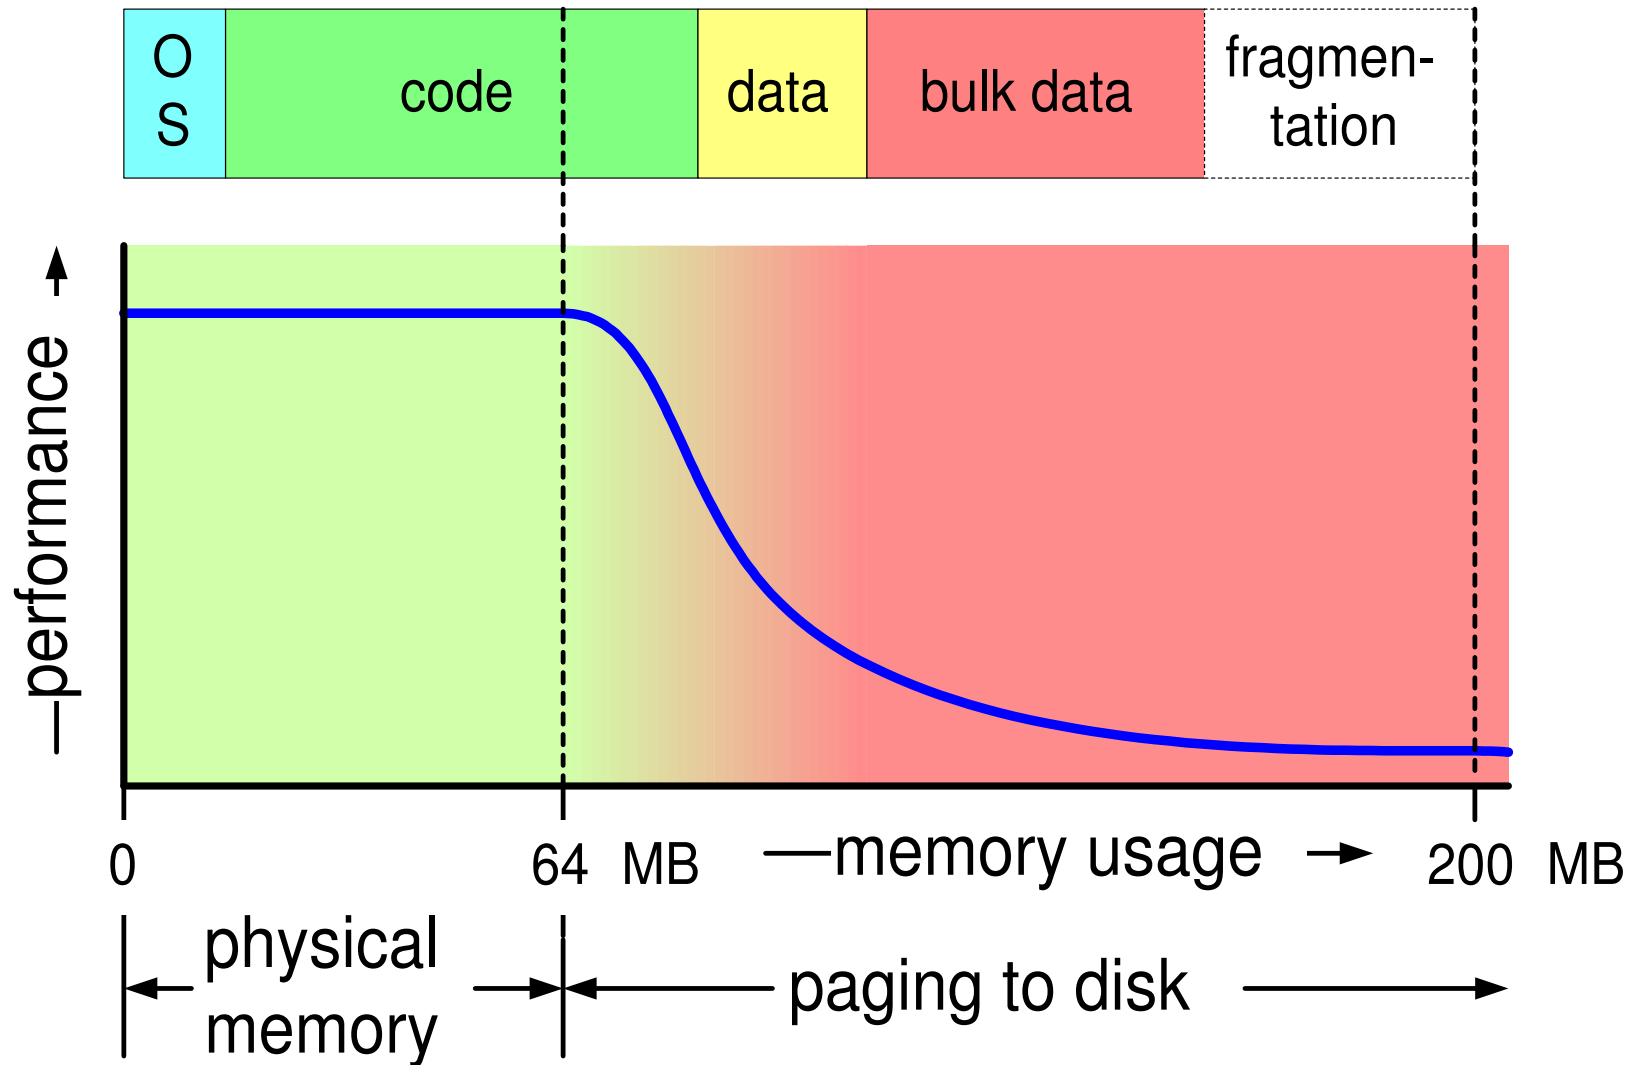 O
S
code
data
bulk data
fragmen-
tation
performance
0
64 MB
memory usage
200 MB
physical
memory
paging to disk